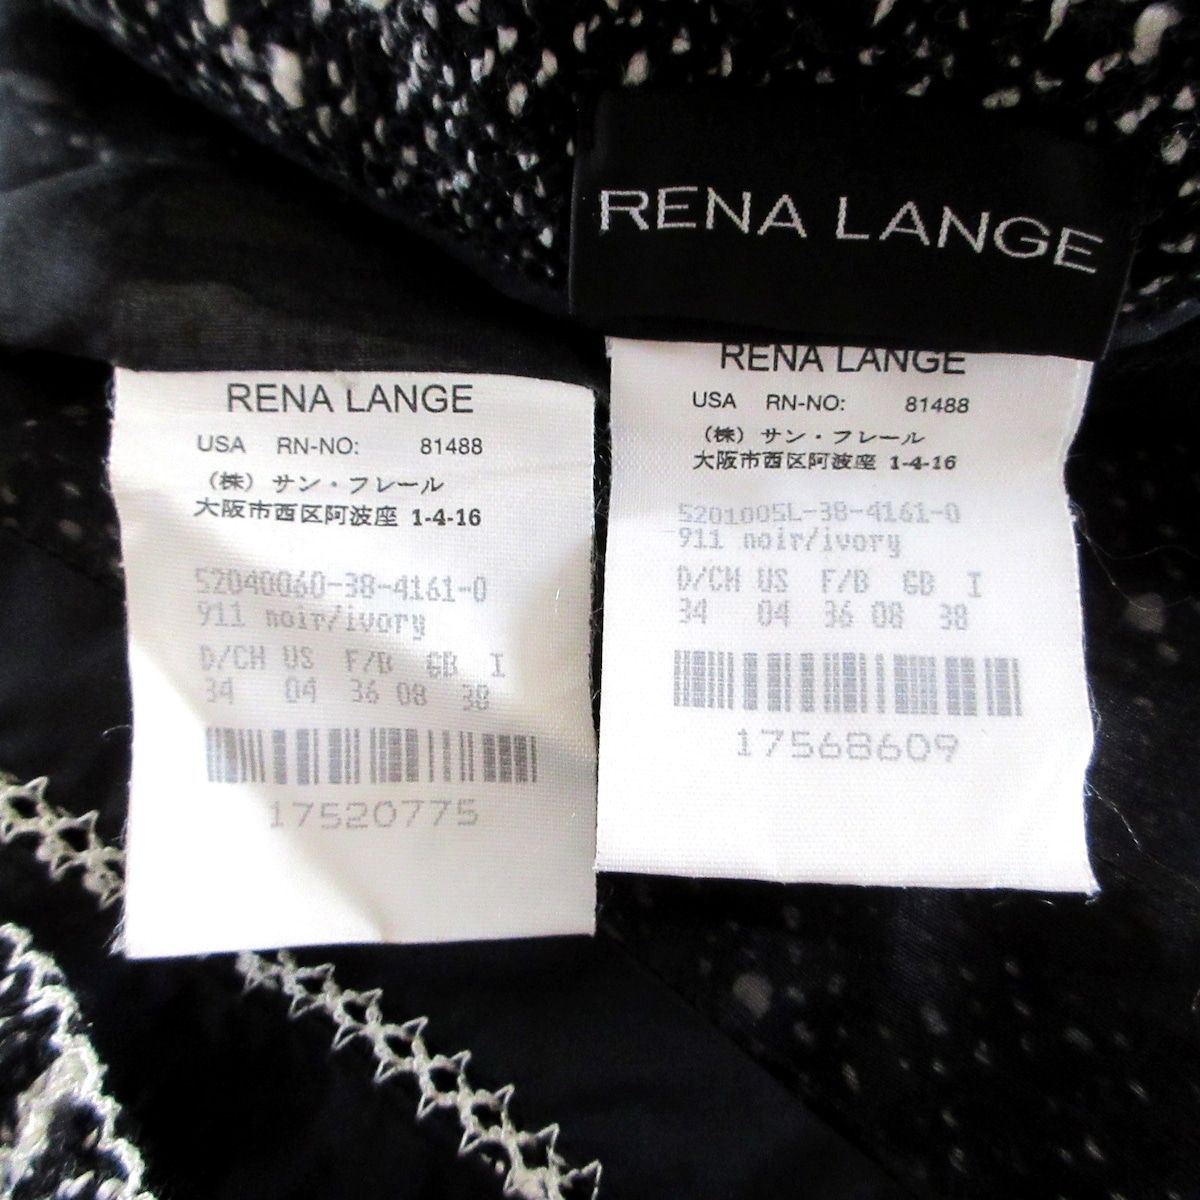 RENA LANGE
RENA LANGE
USA RN-NO: 81488
（株）サン・フレール
大阪市西区阿波座 1-4-16
52040060-38-4161-0
911 noir/ivory
D/CH US F/B GB I
34 04 36 08 38
17520775
RENA LANGE
USA RN-NO: 81488
（株）サン・フレール
大阪市西区阿波座 1-4-16
5201005L-38-4161-0
911 noir/ivory
D/CH US F/B GB I
34 04 36 08 38
17568609